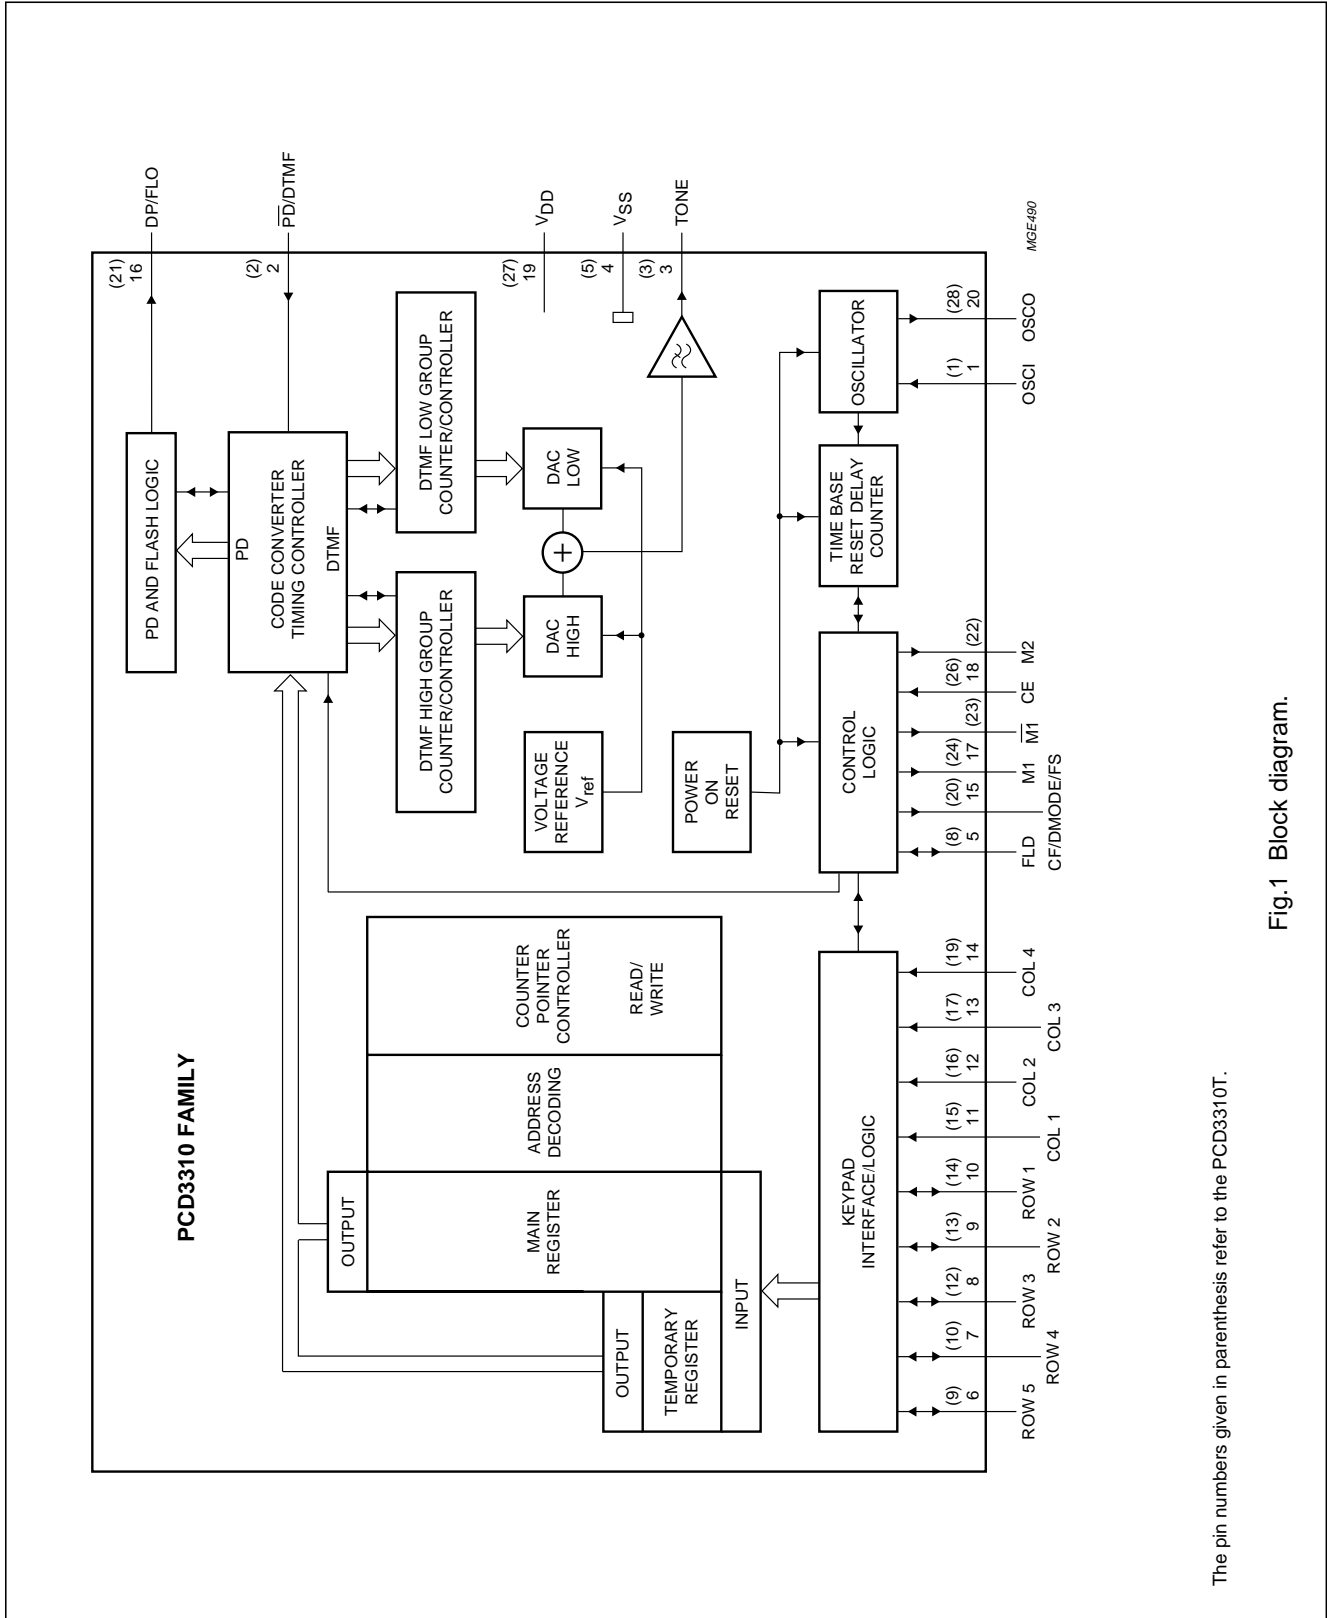 PCD3310 FAMILY
PD AND FLASH LOGIC
(21)
16
DP/FLO
CODE CONVERTER
TIMING CONTROLLER
PD
DTMF
(2)
2
PD/DTMF
DTMF HIGH GROUP
COUNTER/CONTROLLER
DTMF LOW GROUP
COUNTER/CONTROLLER
VOLTAGE
REFERENCE
Vref
DAC
HIGH
+
DAC
LOW
(27)
19
VDD
(5)
4
VSS
(3)
3
TONE
OUTPUT
MAIN
REGISTER
ADDRESS
DECODING
COUNTER
POINTER
CONTROLLER
READ/
WRITE
OUTPUT
TEMPORARY
REGISTER
INPUT
POWER
ON
RESET
KEYPAD
INTERFACE/LOGIC
CONTROL
LOGIC
TIME BASE
RESET DELAY
COUNTER
OSCILLATOR
(9)
6
ROW 5
(10)
7
ROW 4
(12)
8
ROW 3
(13)
9
ROW 2
(14)
10
ROW 1
(15)
11
COL 1
(16)
12
COL 2
(17)
13
COL 3
(19)
14
COL 4
(8)
5
FLD
(20)
15
CF/DMODE/FS
(24)
17
M1
(23)
M1
(26)
18
CE
(22)
M2
(1)
1
OSCI
(28)
20
OSCO
MGE490
The pin numbers given in parenthesis refer to the PCD3310T.
Fig.1 Block diagram.